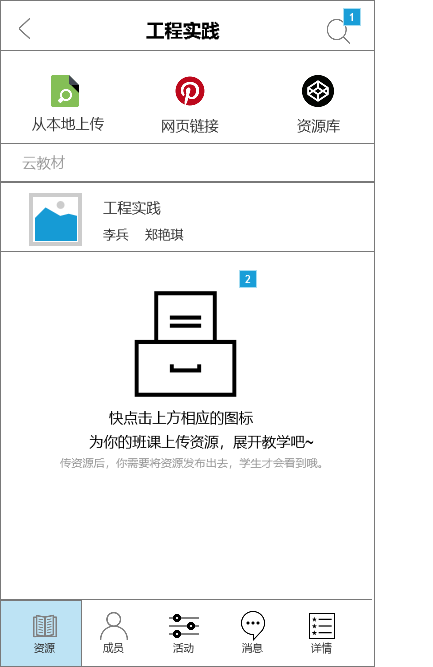 工程实践
1
从本地上传 网页链接 资源库
云教材
工程实践
李兵 郑艳琪
2
快点击上方相应的图标
为你的班课上传资源，展开教学吧~
传资源后，你需要将资源发布出去，学生才会看到哦。
资源 成员 活动 消息 详情